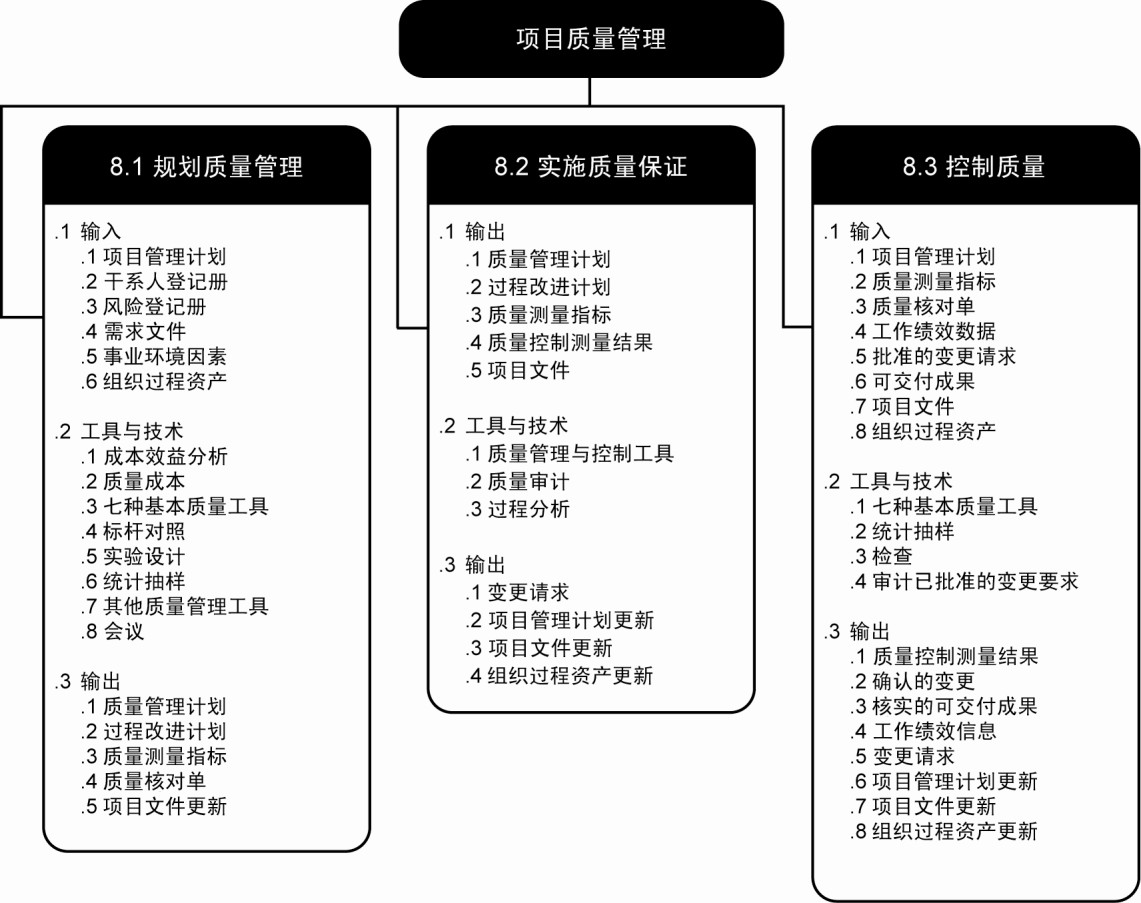 项目质量管理
8.1 规划质量管理
.1 输入
.1 项目管理计划
.2 干系人登记册
.3 风险登记册
.4 需求文件
.5 事业环境因素
.6 组织过程资产
.2 工具与技术
.1 成本效益分析
.2 质量成本
.3 七种基本质量工具
.4 标杆对照
.5 实验设计
.6 统计抽样
.7 其他质量管理工具
.8 会议
.3 输出
.1 质量管理计划
.2 过程改进计划
.3 质量测量指标
.4 质量核对单
.5 项目文件更新
8.2 实施质量保证
.1 输出
.1 质量管理计划
.2 过程改进计划
.3 质量测量指标
.4 质量控制测量结果
.5 项目文件
.2 工具与技术
.1 质量管理与控制工具
.2 质量审计
.3 过程分析
.3 输出
.1 变更请求
.2 项目管理计划更新
.3 项目文件更新
.4 组织过程资产更新
8.3 控制质量
.1 输入
.1 项目管理计划
.2 质量测量指标
.3 质量核对单
.4 工作绩效数据
.5 批准的变更请求
.6 可交付成果
.7 项目文件
.8 组织过程资产
.2 工具与技术
.1 七种基本质量工具
.2 统计抽样
.3 检查
.4 审计已批准的变更要求
.3 输出
.1 质量控制测量结果
.2 确认的变更
.3 核实的可交付成果
.4 工作绩效信息
.5 变更请求
.6 项目管理计划更新
.7 项目文件更新
.8 组织过程资产更新